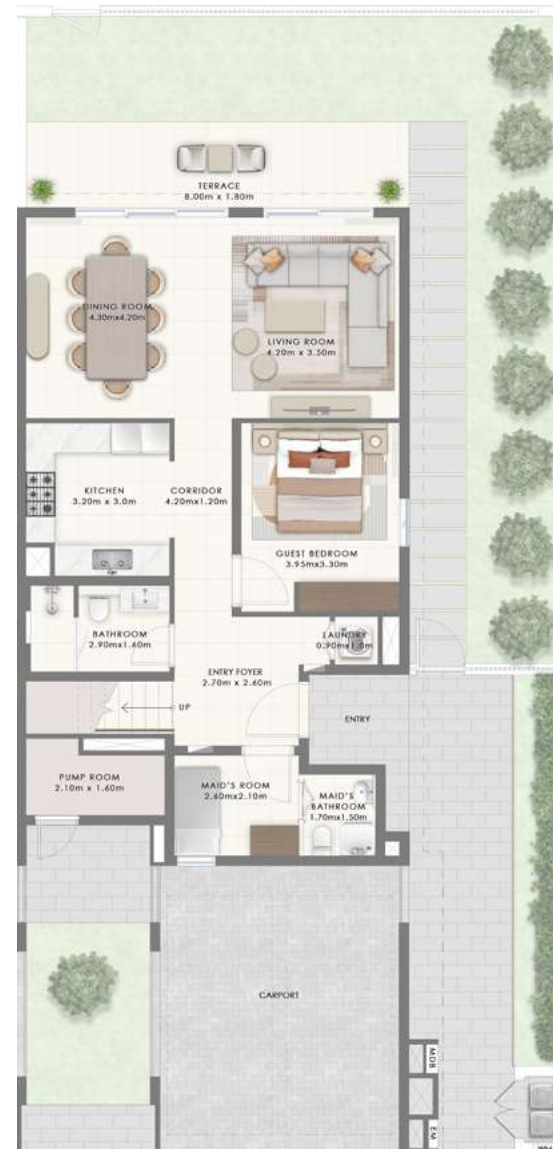 TERRACE
8.00m x 1.80m
DINING ROOM
4.30mx4.20m
LIVING ROOM
4.20m x 3.50m
KITCHEN
3.20m x 3.0m
CORRIDOR
4.20mx1.20m
GUEST BEDROOM
3.95mx3.30m
BATHROOM
2.90mx1.60m
LAUNDRY
0.90mx1.0m
ENTRY FOYER
2.70m x 2.60m
UP
ENTRY
PUMP ROOM
2.10m x 1.60m
MAID'S ROOM
2.60mx2.10m
MAID'S
BATHROOM
1.70mx1.50m
CARPORT
MDB
EM